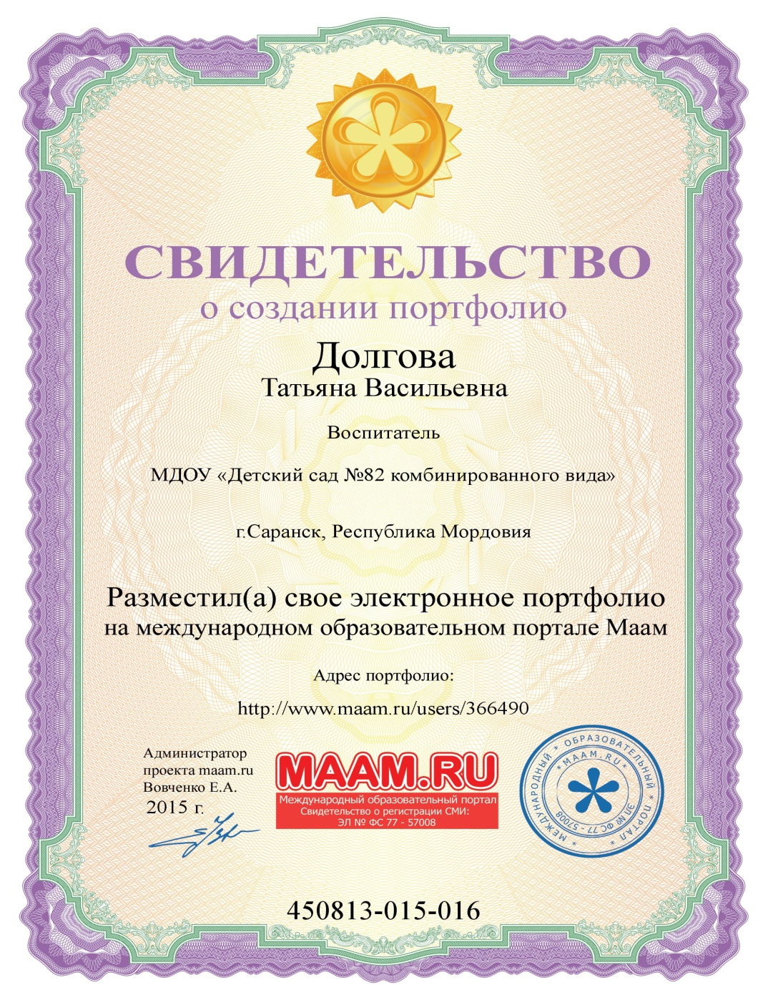 СВИДЕТЕЛЬСТВО
о создании портфолио
Долгова
Татьяна Васильевна
Воспитатель
МДОУ «Детский сад №82 комбинированного вида»
г.Саранск, Республика Мордовия
Разместил(а) свое электронное портфолио
на международном образовательном портале Маам
Адрес портфолио:
http://www.maam.ru/users/366490
Администратор
проекта maam.ru
Вовченко Е.А.
2015 г.
MAAM.RU
Международный образовательный портал
Свидетельство о регистрации СМИ:
ЭЛ № ФС 77 - 57008
* МЕЖДУНАРОДНЫЙ * ОБРАЗОВАТЕЛЬНЫЙ * ПОРТАЛ *
* MAAM.RU *
ЭЛ № ФС 77 - 57008
450813-015-016